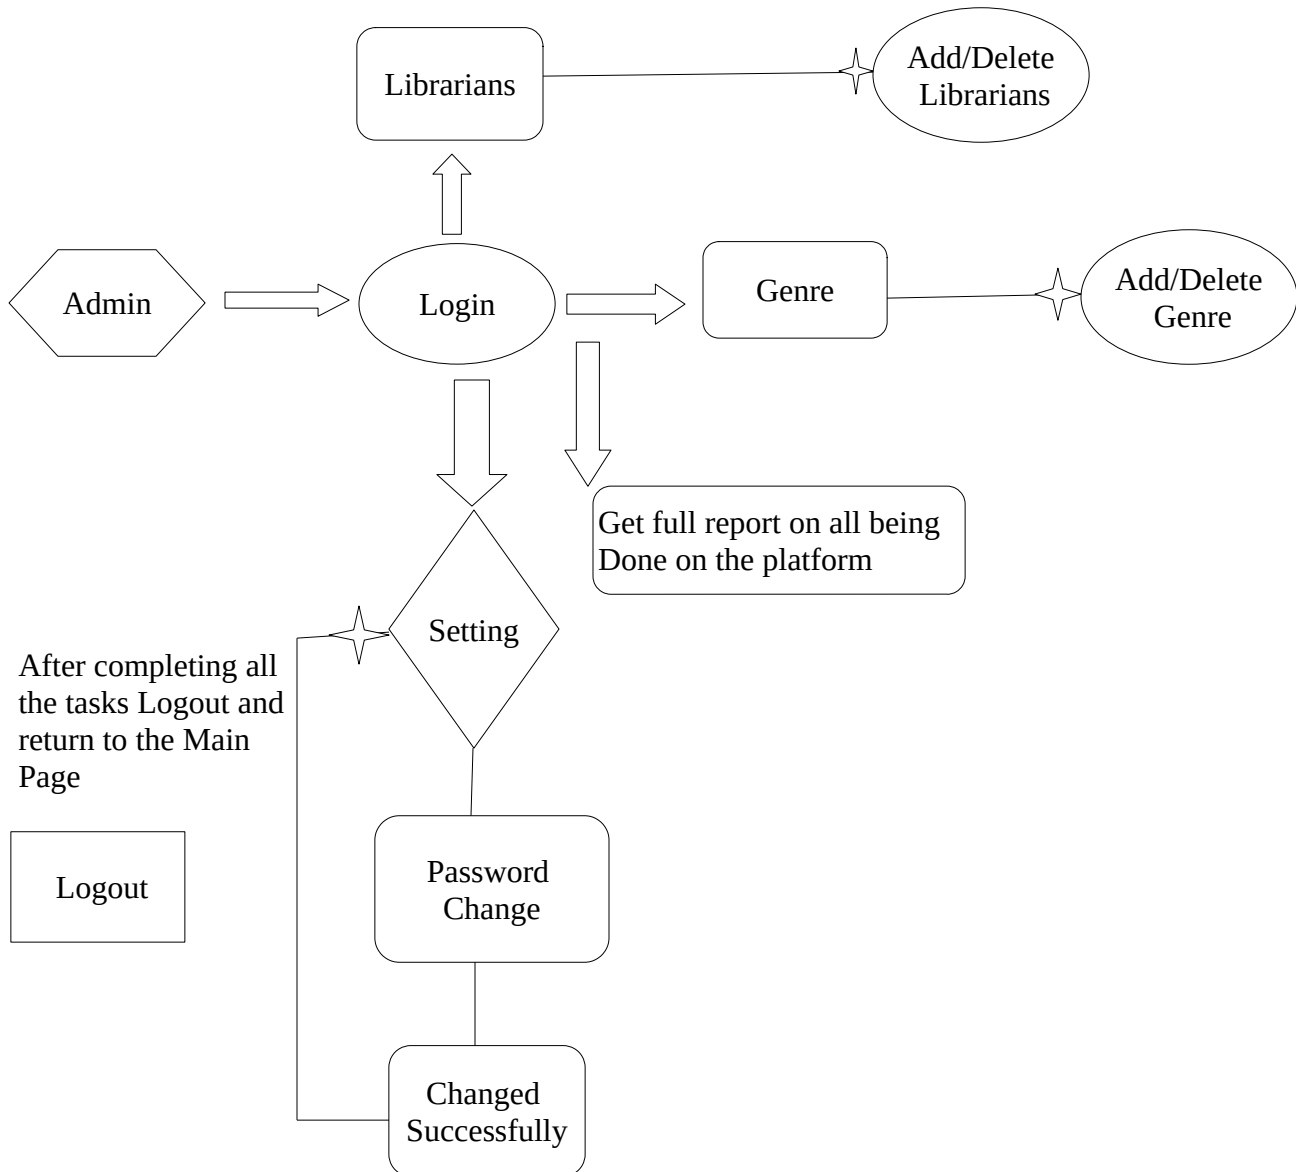 Librarians
Add/Delete
Librarians
Admin
Login
Genre
Add/Delete
Genre
Get full report on all being
Done on the platform
Setting
After completing all
the tasks Logout and
return to the Main
Page
Logout
Password
Change
Changed
Successfully